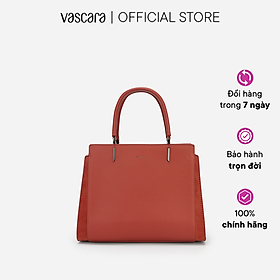 vascara | OFFICIAL STORE
Đổi hàng
trong 7 ngày
Bảo hành
trọn đời
100%
chính hãng